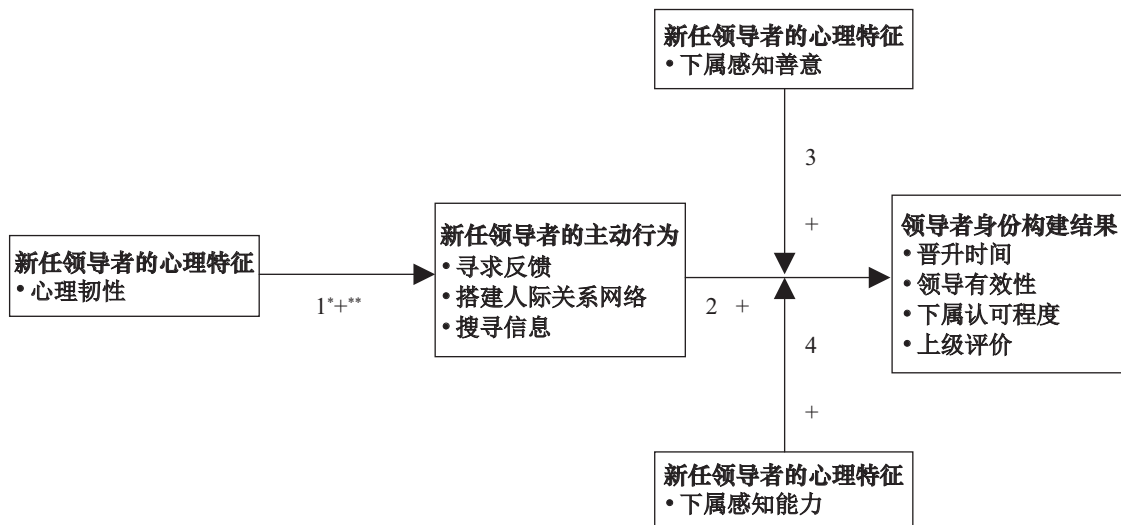 新任领导者的心理特征
• 下属感知善意
3
+
新任领导者的心理特征
• 心理韧性
1*+**
新任领导者的主动行为
• 寻求反馈
• 搭建人际关系网络
• 搜寻信息
2 +
领导者身份构建结果
• 晋升时间
• 领导有效性
• 下属认可程度
• 上级评价
4
+
新任领导者的心理特征
• 下属感知能力